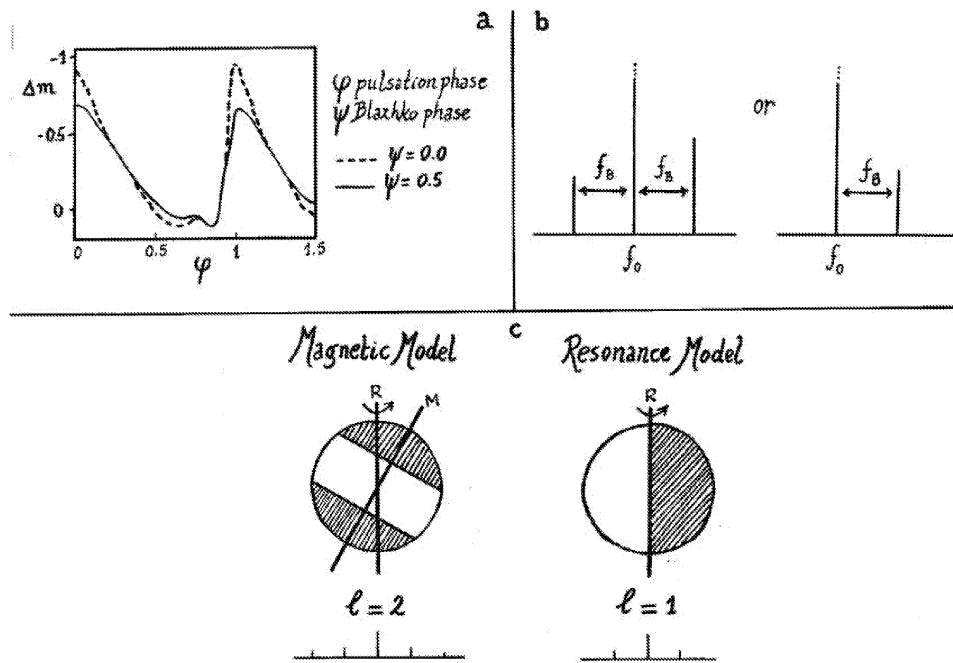 a
-1
Δm
-0.5
0
0
0.5
1
1.5
φ
φ pulsation phase
ψ Blazhko phase
ψ = 0.0
ψ = 0.5
b
f_B
f_B
f_0
or
f_B
f_0
c
Magnetic Model
R
M
ℓ = 2
Resonance Model
R
ℓ = 1